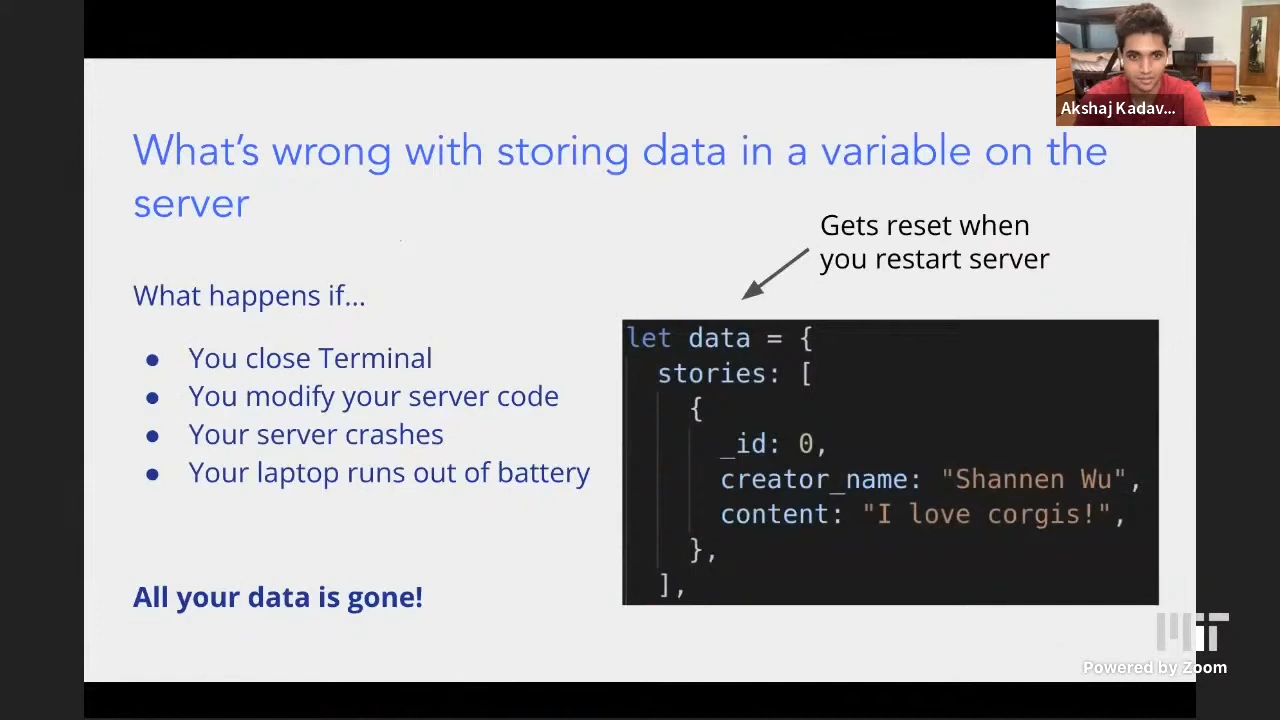 Akshaj Kadav...
What's wrong with storing data in a variable on the
server
Gets reset when
you restart server
What happens if...
● You close Terminal
● You modify your server code
● Your server crashes
● Your laptop runs out of battery
All your data is gone!
let data = {
stories: [
{
_id: 0,
creator_name: "Shannen Wu",
content: "I love corgis!",
},
],
MIT
Powered by Zoom